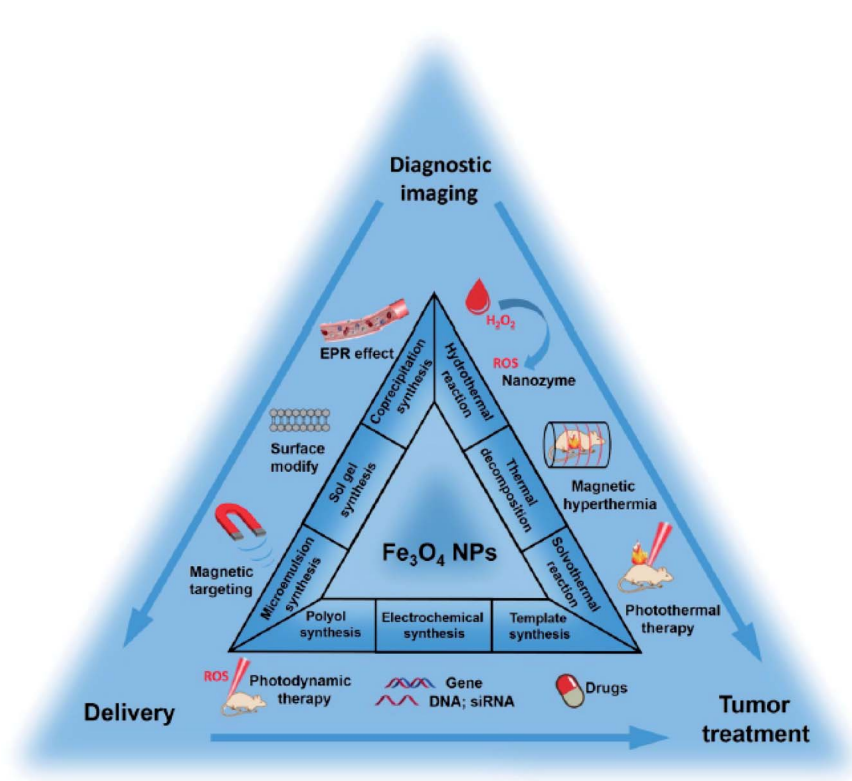 Diagnostic
imaging
EPR effect
H₂O₂
ROS
Nanozyme
Surface
modify
Magnetic
hyperthermia
Magnetic
targeting
Photothermal
therapy
Coprecipitation
synthesis
Sol gel
synthesis
Microemulsion
synthesis
Hydrothermal
reaction
Thermal
decomposition
Solvothermal
reaction
Fe₃O₄ NPs
Polyol
synthesis
Electrochemical
synthesis
Template
synthesis
ROS
Photodynamic
therapy
Gene
DNA; siRNA
Drugs
Delivery
Tumor
treatment